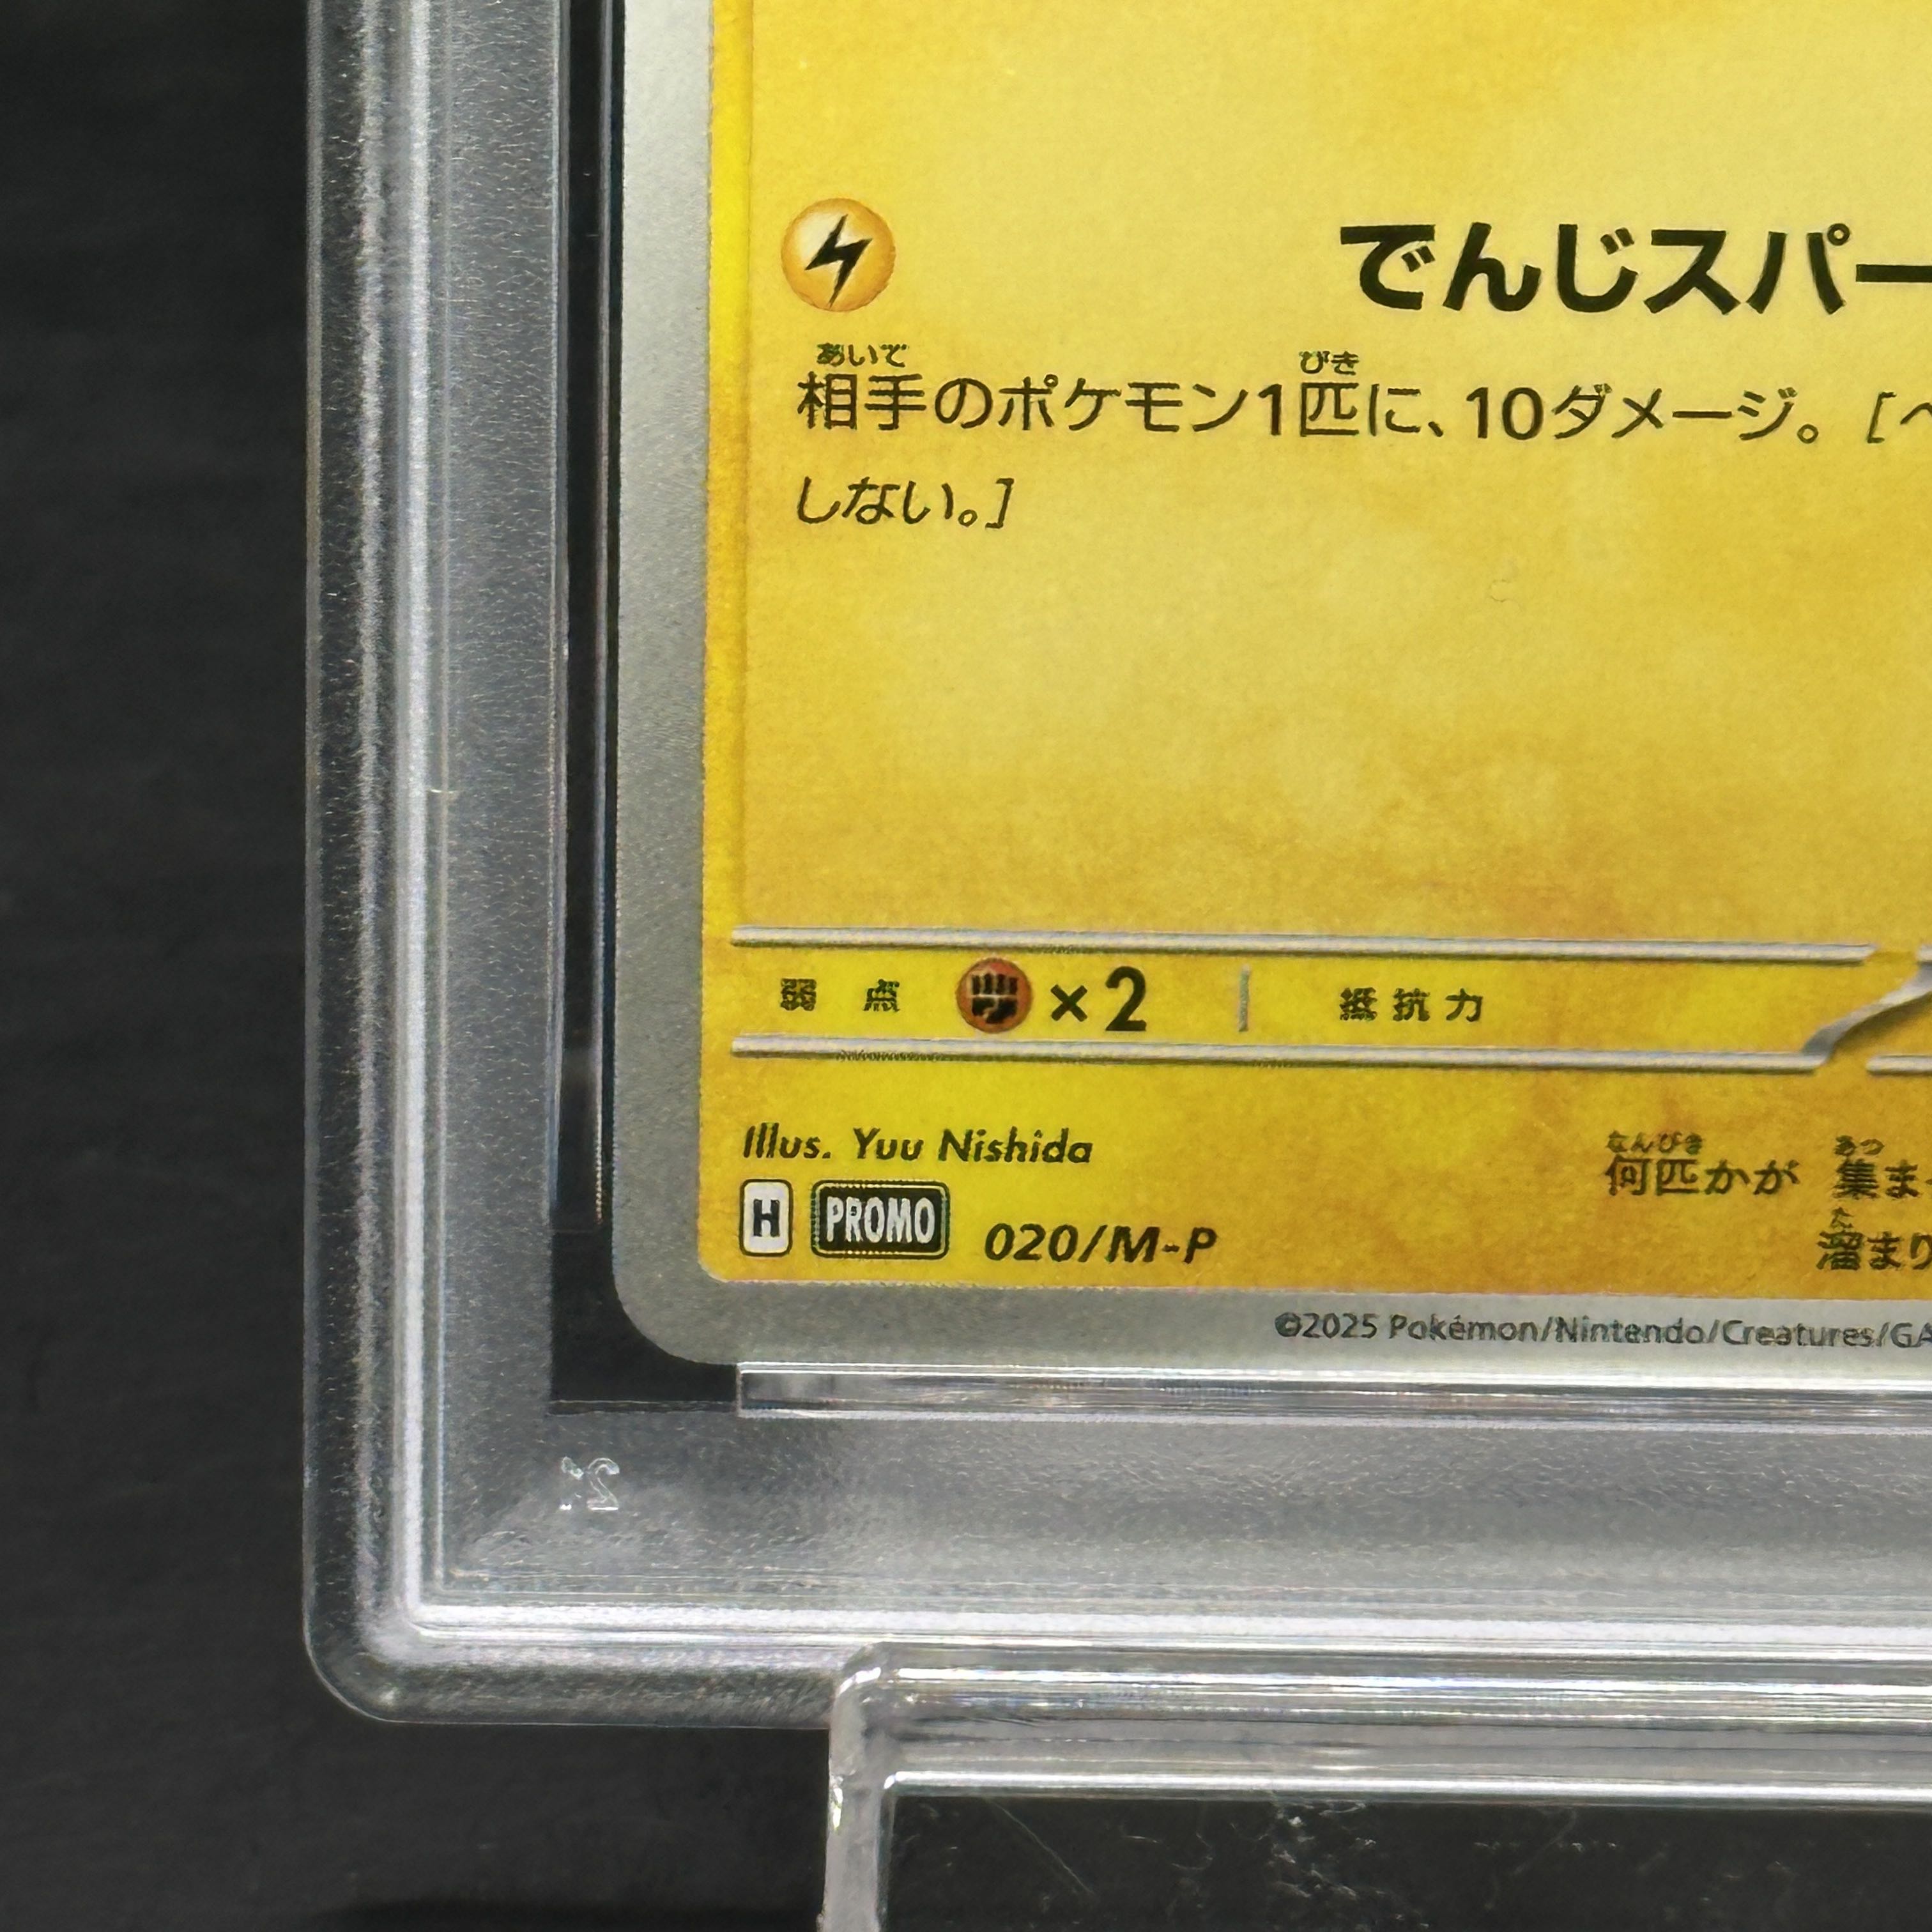 でんじスパー
あいて びき
相手のポケモン1匹に、10ダメージ。[
しない。]
弱点 ×2 抵抗力
Illus. Yuu Nishida
なんびき あつ
何匹かが 集ま
た
H PROMO 020/M-P 溜まり
©2025 Pokémon/Nintendo/Creatures/GA